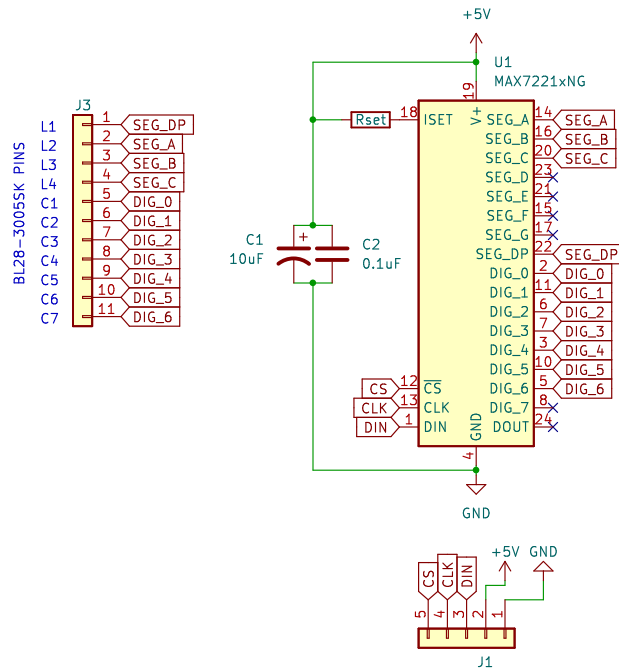 +5V
U1
MAX7221xNG
19
V+
18
ISET
Rset
14
SEG_A
SEG_A
16
SEG_B
SEG_B
20
SEG_C
SEG_C
23
SEG_D
21
SEG_E
15
SEG_F
17
SEG_G
22
SEG_DP
SEG_DP
2
DIG_0
DIG_0
11
DIG_1
DIG_1
6
DIG_2
DIG_2
7
DIG_3
DIG_3
3
DIG_4
DIG_4
10
DIG_5
DIG_5
5
DIG_6
DIG_6
8
DIG_7
24
DOUT
CS
12
CS
CLK
13
CLK
DIN
1
DIN
GND
4
GND
C1
10uF
+
C2
0.1uF
J3
BL28-3005SK PINS
L1
1
SEG_DP
L2
2
SEG_A
L3
3
SEG_B
L4
4
SEG_C
C1
5
DIG_0
C2
6
DIG_1
C3
7
DIG_2
C4
8
DIG_3
C5
9
DIG_4
C6
10
DIG_5
C7
11
DIG_6
+5V
GND
CS
CLK
DIN
5
4
3
2
1
J1